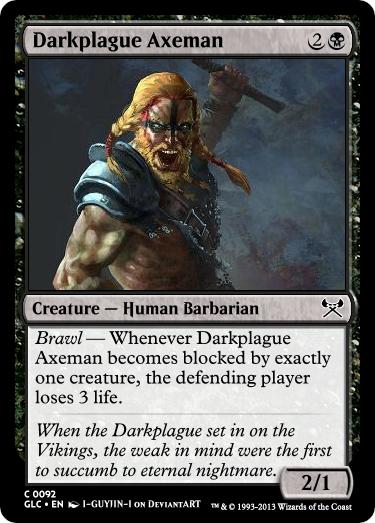 Darkplague Axeman 2
Creature — Human Barbarian
Brawl — Whenever Darkplague
Axeman becomes blocked by exactly
one creature, the defending player
loses 3 life.
When the Darkplague set in on the
Vikings, the weak in mind were the first
to succumb to eternal nightmare.
2/1
C 0092
GLC • EN I-GUYJIN-I ON DEVIANTART
™ & © 1993-2013 Wizards of the Coast